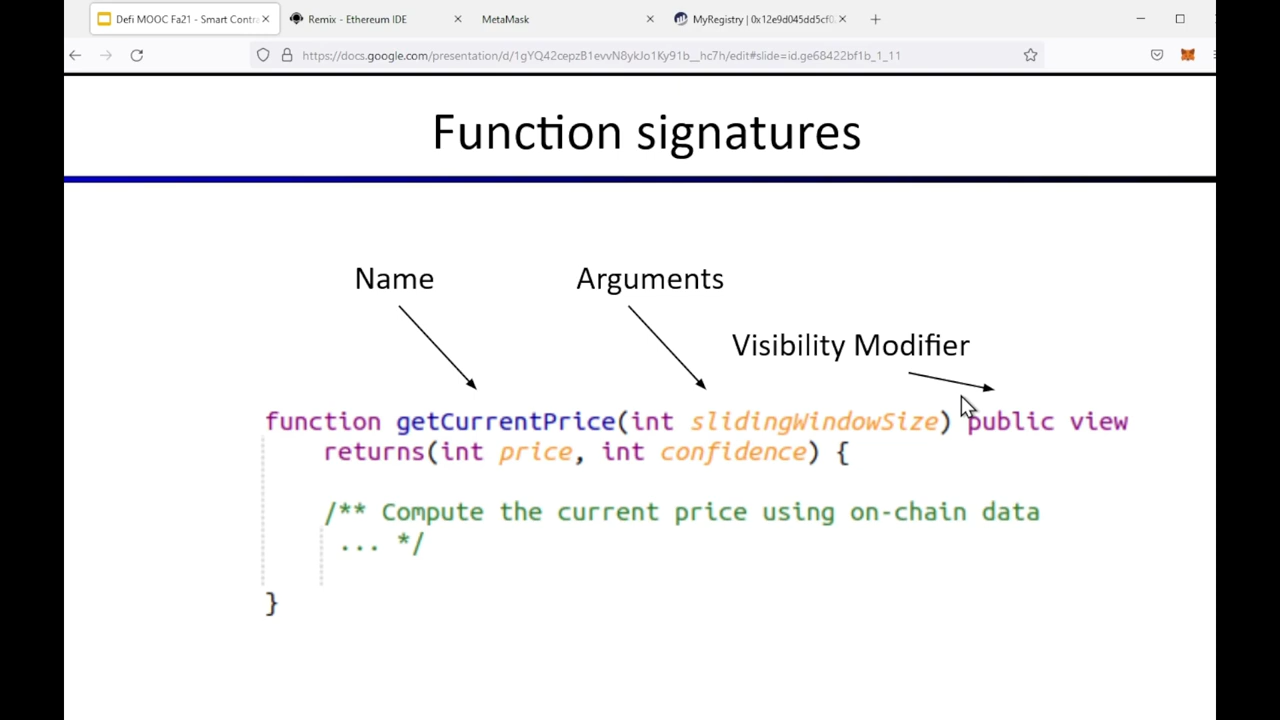 Defi MOOC Fa21 - Smart Contra
Remix - Ethereum IDE
MetaMask
MyRegistry | 0x12e9d045dd5cf0
https://docs.google.com/presentation/d/1gYQ42cepzB1evvN8ykJo1Ky91b__hc7h/edit#slide=id.ge68422bf1b_1_11
Function signatures
Name
Arguments
Visibility Modifier
function getCurrentPrice(int slidingWindowSize) public view
returns(int price, int confidence) {
/** Compute the current price using on-chain data
... */
}